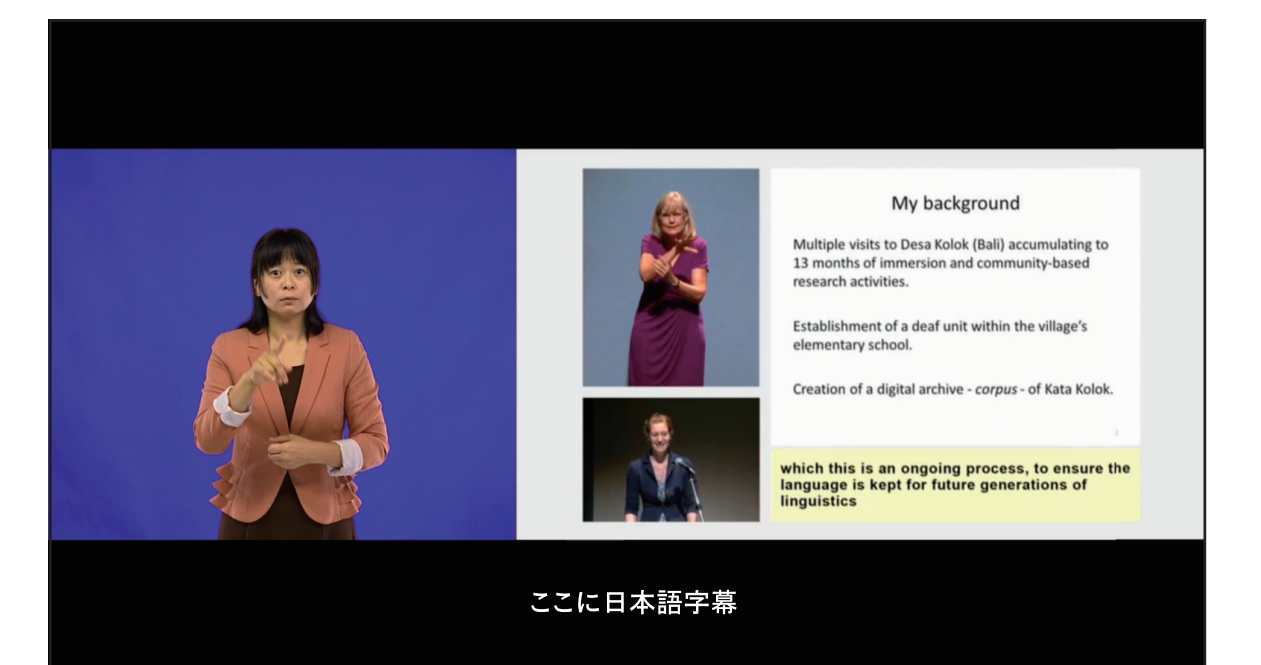 My background
Multiple visits to Desa Kolok (Bali) accumulating to
13 months of immersion and community-based
research activities.
Establishment of a deaf unit within the village's
elementary school.
Creation of a digital archive - corpus - of Kata Kolok.
which this is an ongoing process, to ensure the
language is kept for future generations of
linguistics
ここに日本語字幕